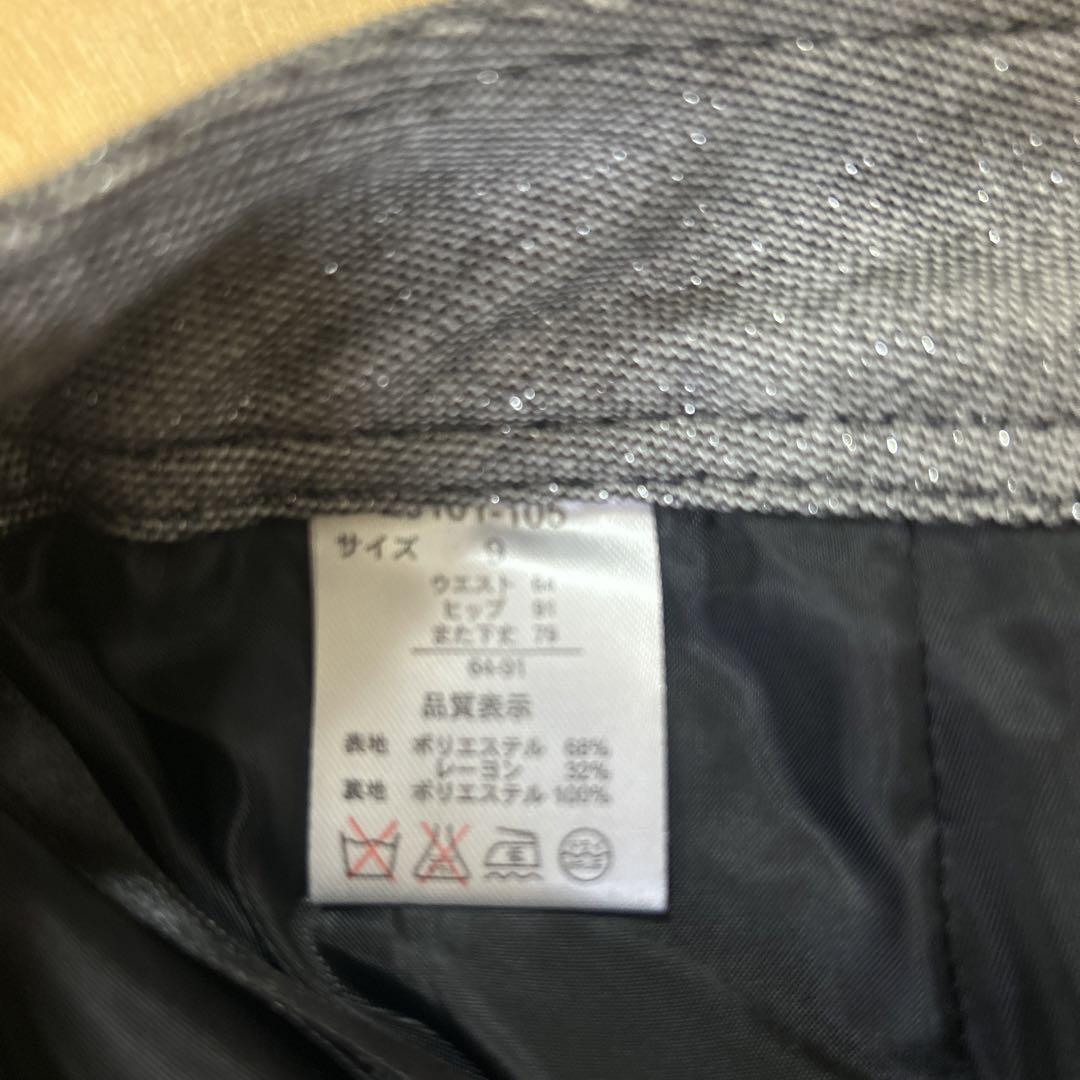 サイズ 9
ウエスト 64
ヒップ 91
また下丈 79
64-91
品質表示
表地 ポリエステル 68%
レーヨン 32%
裏地 ポリエステル 100%